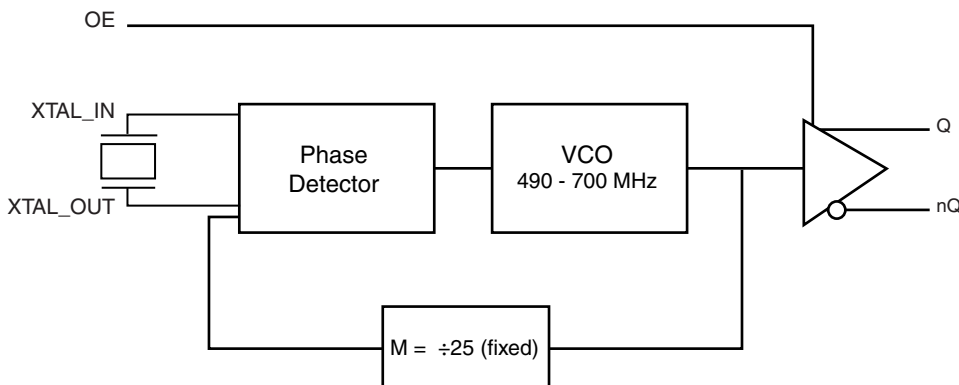 OE
XTAL_IN
XTAL_OUT
Phase
Detector
VCO
490 - 700 MHz
Q
nQ
M = ÷25 (fixed)